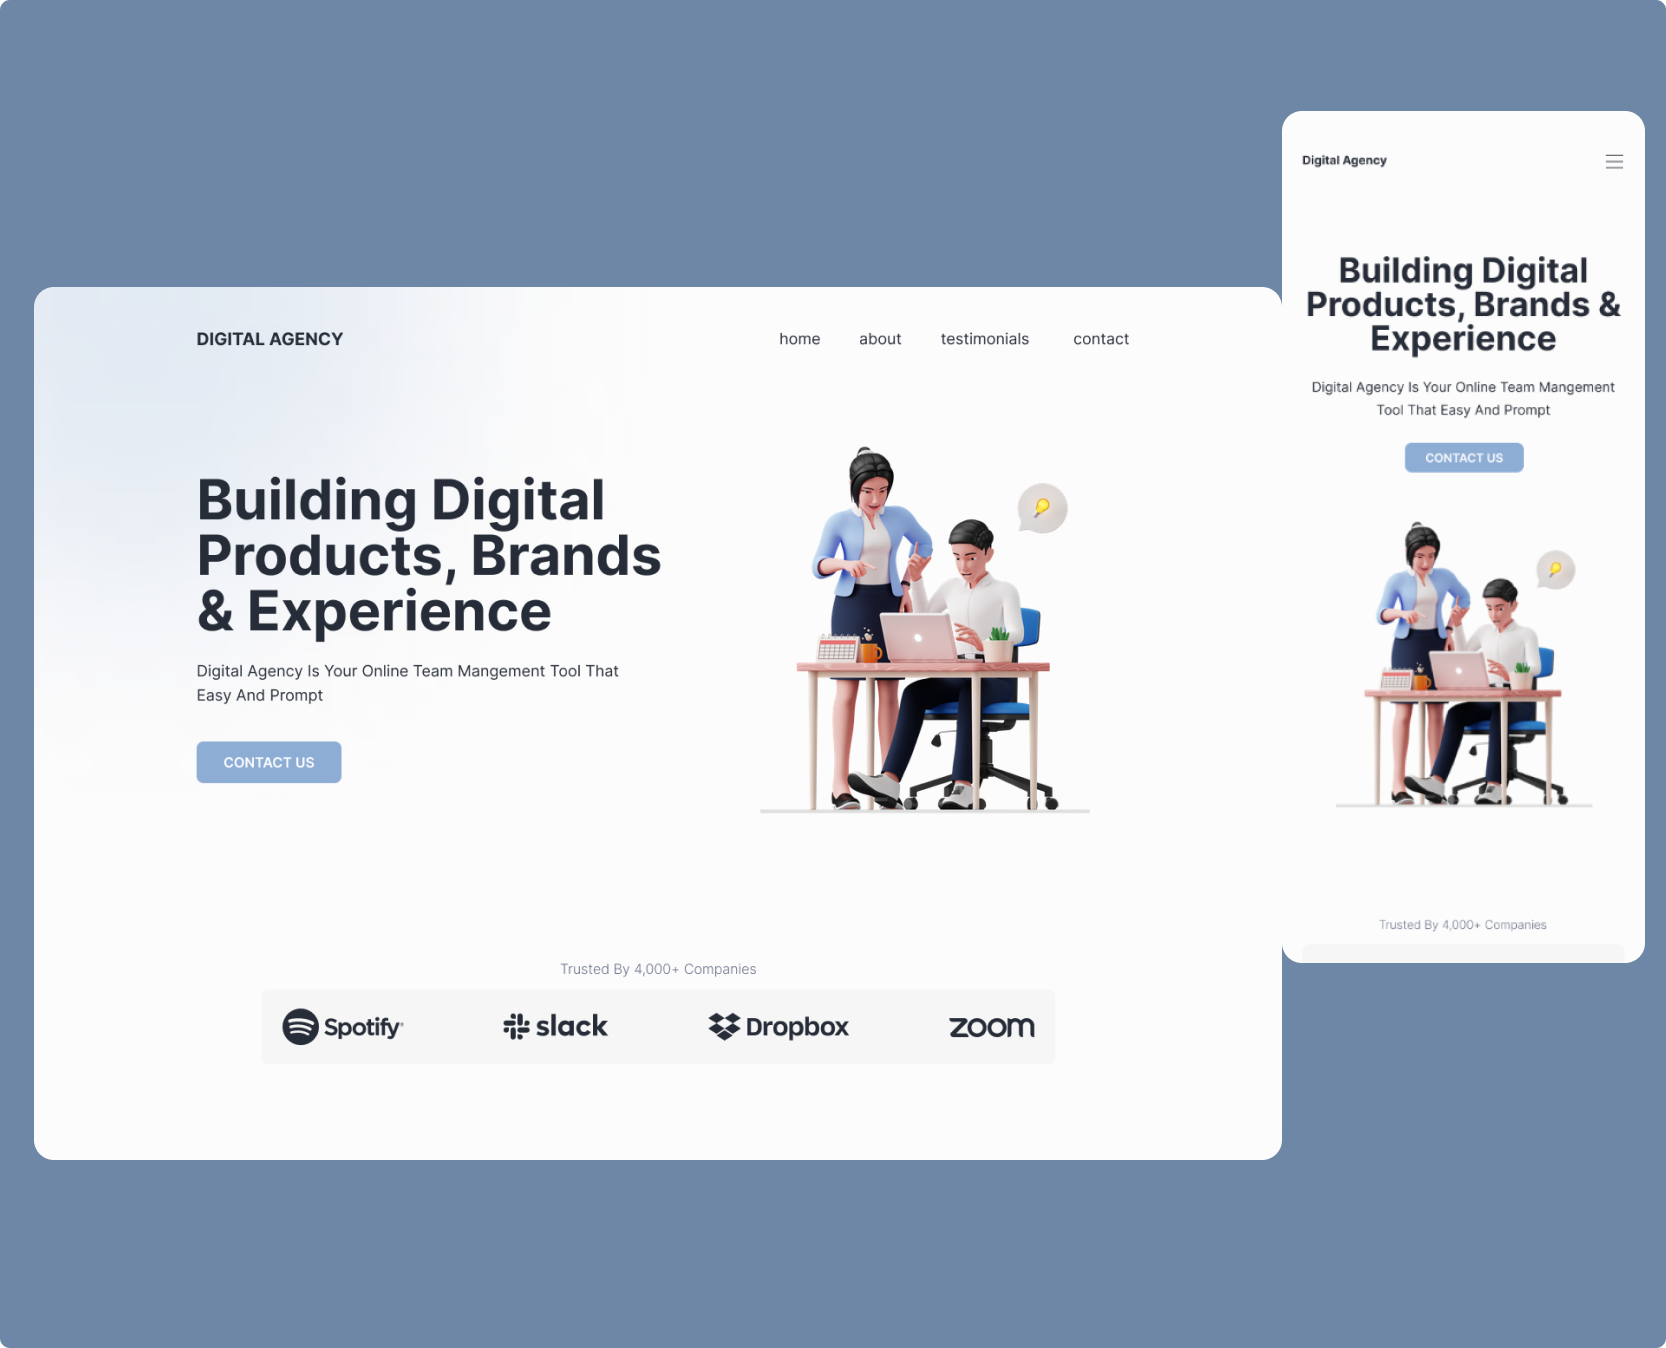 DIGITAL AGENCY
home about testimonials contact
Building Digital
Products, Brands
& Experience
Digital Agency Is Your Online Team Mangement Tool That
Easy And Prompt
CONTACT US
Trusted By 4,000+ Companies
Spotify®
slack
Dropbox
zoom
Digital Agency
Building Digital
Products, Brands &
Experience
Digital Agency Is Your Online Team Mangement
Tool That Easy And Prompt
CONTACT US
Trusted By 4,000+ Companies